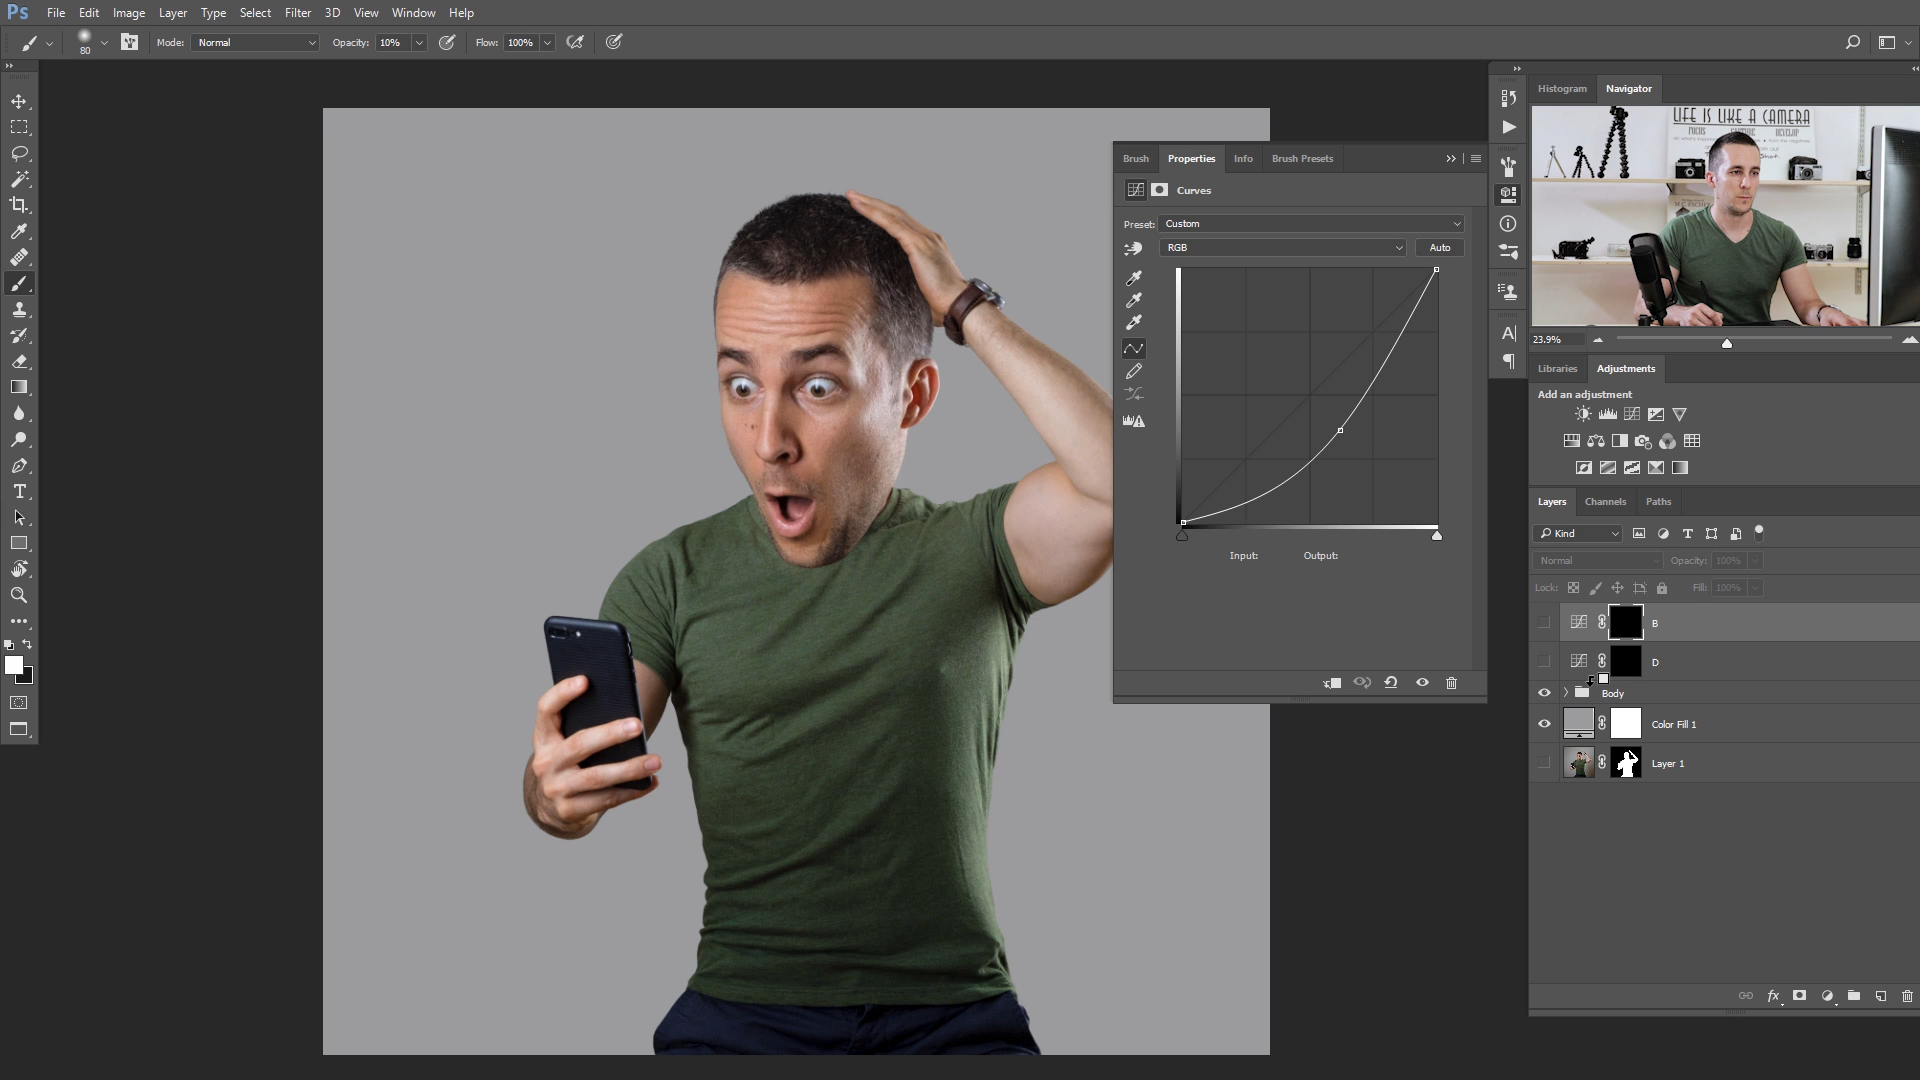 Ps File Edit Image Layer Type Select Filter 3D View Window Help
80 Mode: Normal Opacity: 10% Flow: 100%
Histogram Navigator
LIFE IS LIKE A CAMERA
DEVELOP
23.9%
Brush Properties Info Brush Presets
Curves
Preset: Custom
RGB Auto
Input: Output:
Libraries Adjustments
Add an adjustment
Layers Channels Paths
Kind
Normal Opacity: 100%
Lock: Fill: 100%
B
D
Body
Color Fill 1
Layer 1
fx